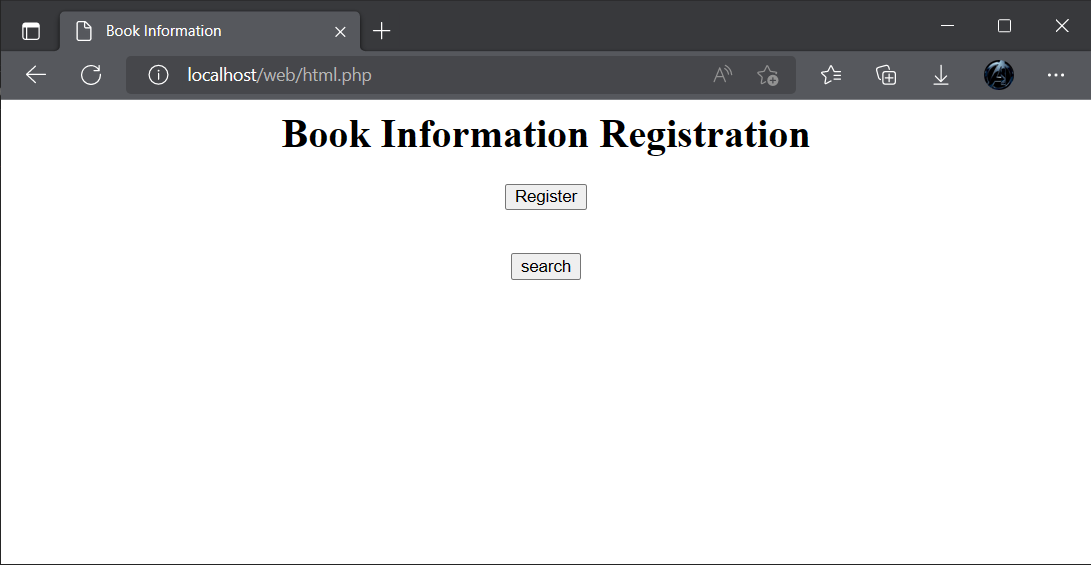 Book Information
localhost/web/html.php
Book Information Registration
Register
search